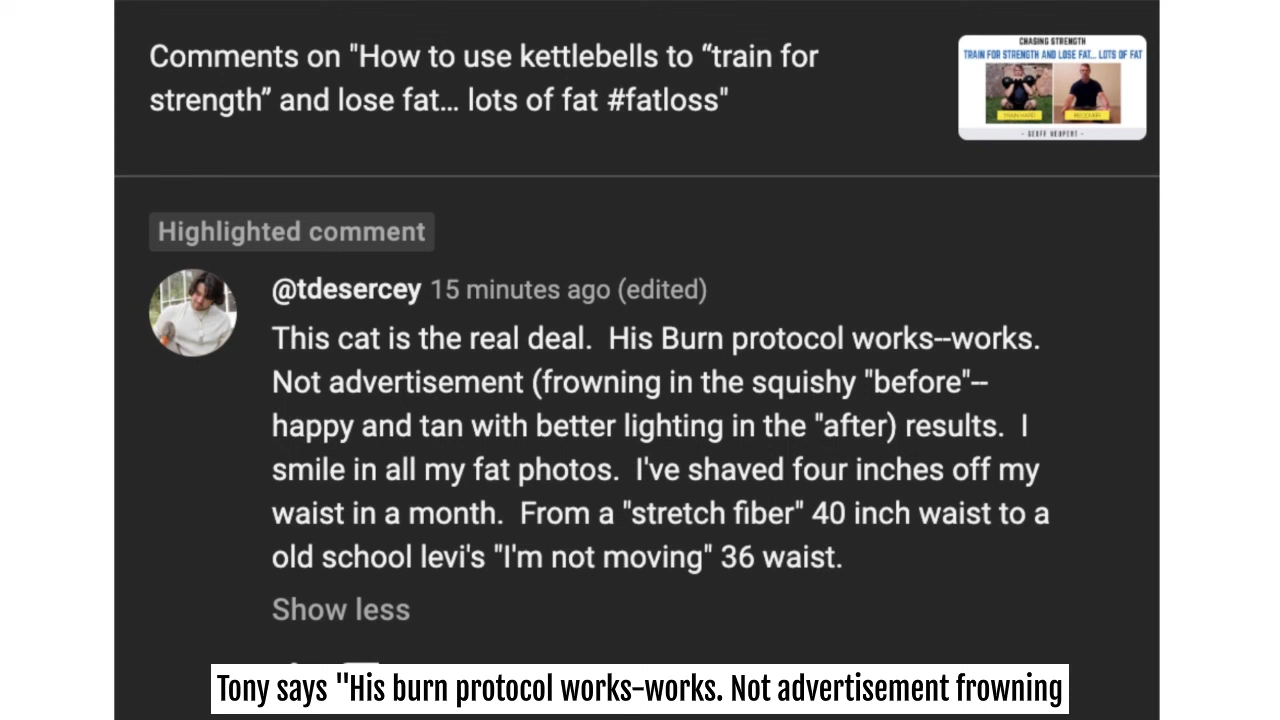 Comments on "How to use kettlebells to “train for
strength” and lose fat... lots of fat #fatloss"
CHASING STRENGTH
TRAIN FOR STRENGTH AND LOSE FAT... LOTS OF FAT
TRAIN HARD
RECOVER
- GEOFF NEUPERT -
Highlighted comment
@tdesercey 15 minutes ago (edited)
This cat is the real deal.  His Burn protocol works--works.
Not advertisement (frowning in the squishy "before"--
happy and tan with better lighting in the "after) results.  I
smile in all my fat photos.  I've shaved four inches off my
waist in a month.  From a "stretch fiber" 40 inch waist to a
old school levi's "I'm not moving" 36 waist.
Show less
Tony says "His burn protocol works-works. Not advertisement frowning